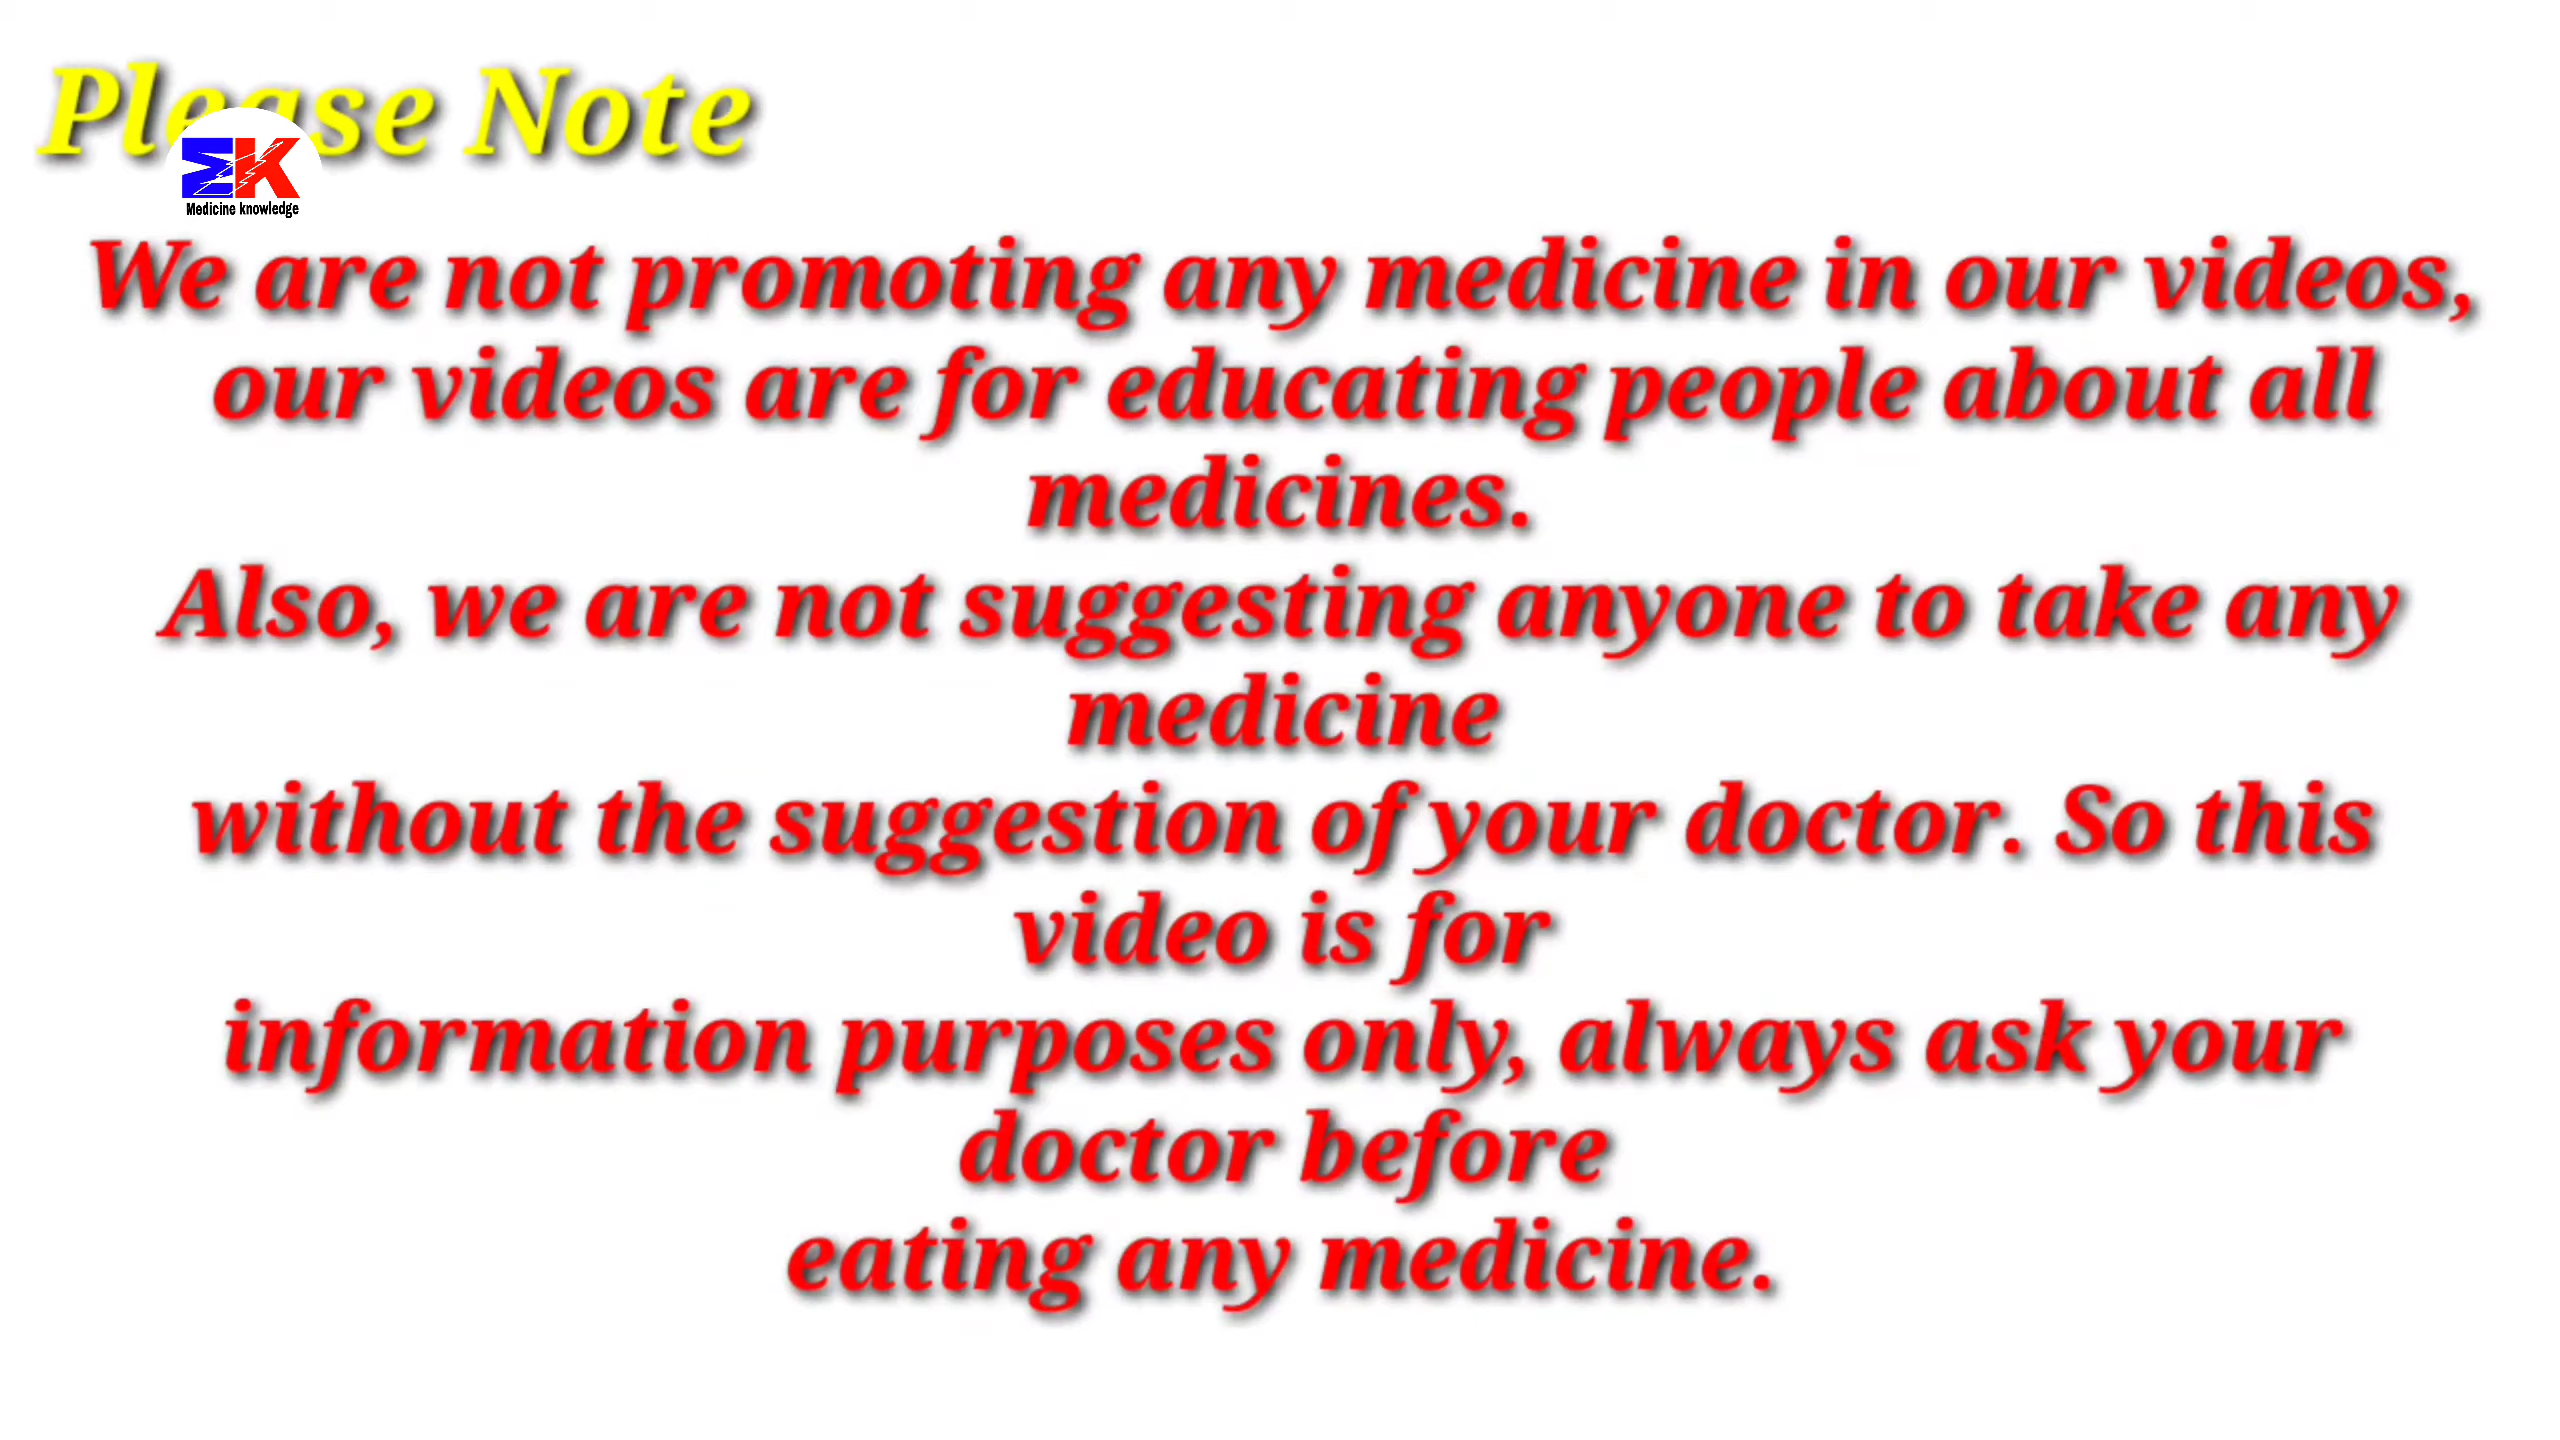 Please Note
MK
Medicine knowledge
We are not promoting any medicine in our videos,
our videos are for educating people about all
medicines.
Also, we are not suggesting anyone to take any
medicine
without the suggestion of your doctor. So this
video is for
information purposes only, always ask your
doctor before
eating any medicine.